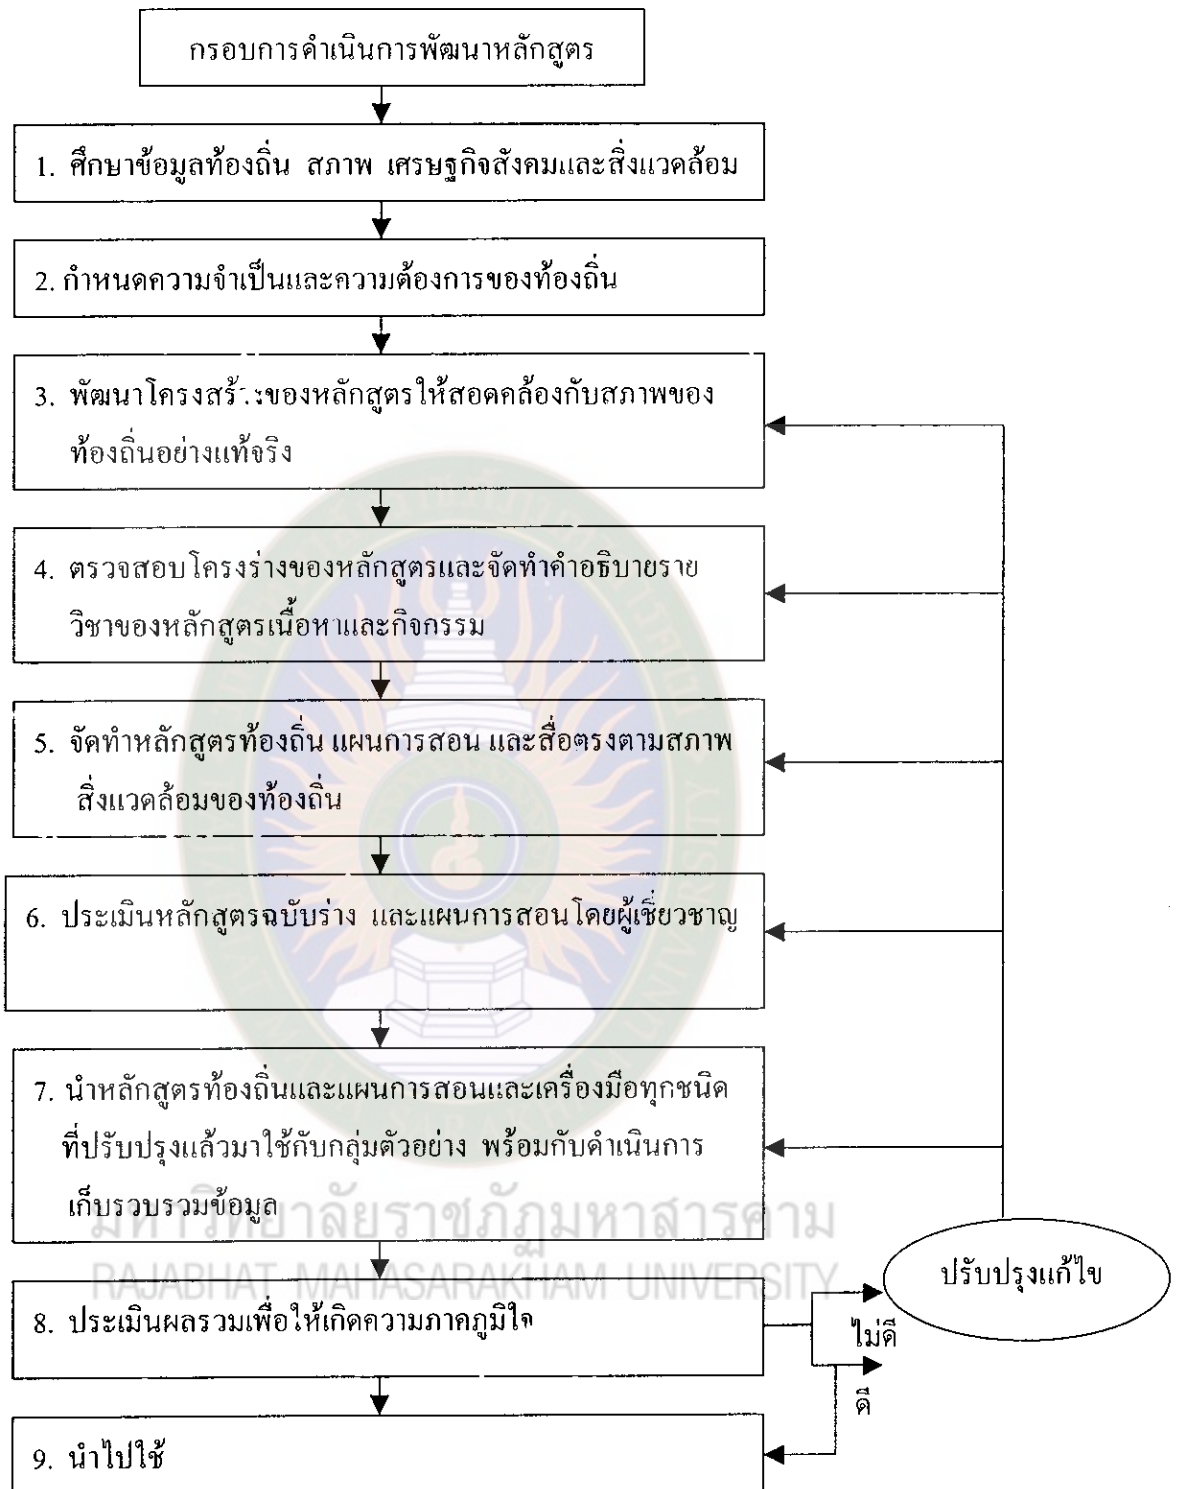 กรอบการดำเนินการพัฒนาหลักสูตร
1. ศึกษาข้อมูลท้องถิ่น สภาพ เศรษฐกิจสังคมและสิ่งแวดล้อม
2. กำหนดความจำเป็นและความต้องการของท้องถิ่น
3. พัฒนาโครงสร้างของหลักสูตรให้สอดคล้องกับสภาพของ
ท้องถิ่นอย่างแท้จริง
4. ตรวจสอบโครงร่างของหลักสูตรและจัดทำคำอธิบายราย
วิชาของหลักสูตรเนื้อหาและกิจกรรม
5. จัดทำหลักสูตรท้องถิ่น แผนการสอน และสื่อตรงตามสภาพ
สิ่งแวดล้อมของท้องถิ่น
6. ประเมินหลักสูตรฉบับร่าง และแผนการสอนโดยผู้เชี่ยวชาญ
7. นำหลักสูตรท้องถิ่นและแผนการสอนและเครื่องมือทุกชนิด
ที่ปรับปรุงแล้วมาใช้กับกลุ่มตัวอย่าง พร้อมกับดำเนินการ
เก็บรวบรวมข้อมูล
มหาวิทยาลัยราชภัฏมหาสารคาม
RAJABHAT MAHASARAKHAM UNIVERSITY
ปรับปรุงแก้ไข
8. ประเมินผลรวมเพื่อให้เกิดความภาคภูมิใจ
ไม่ดี
ดี
9. นำไปใช้